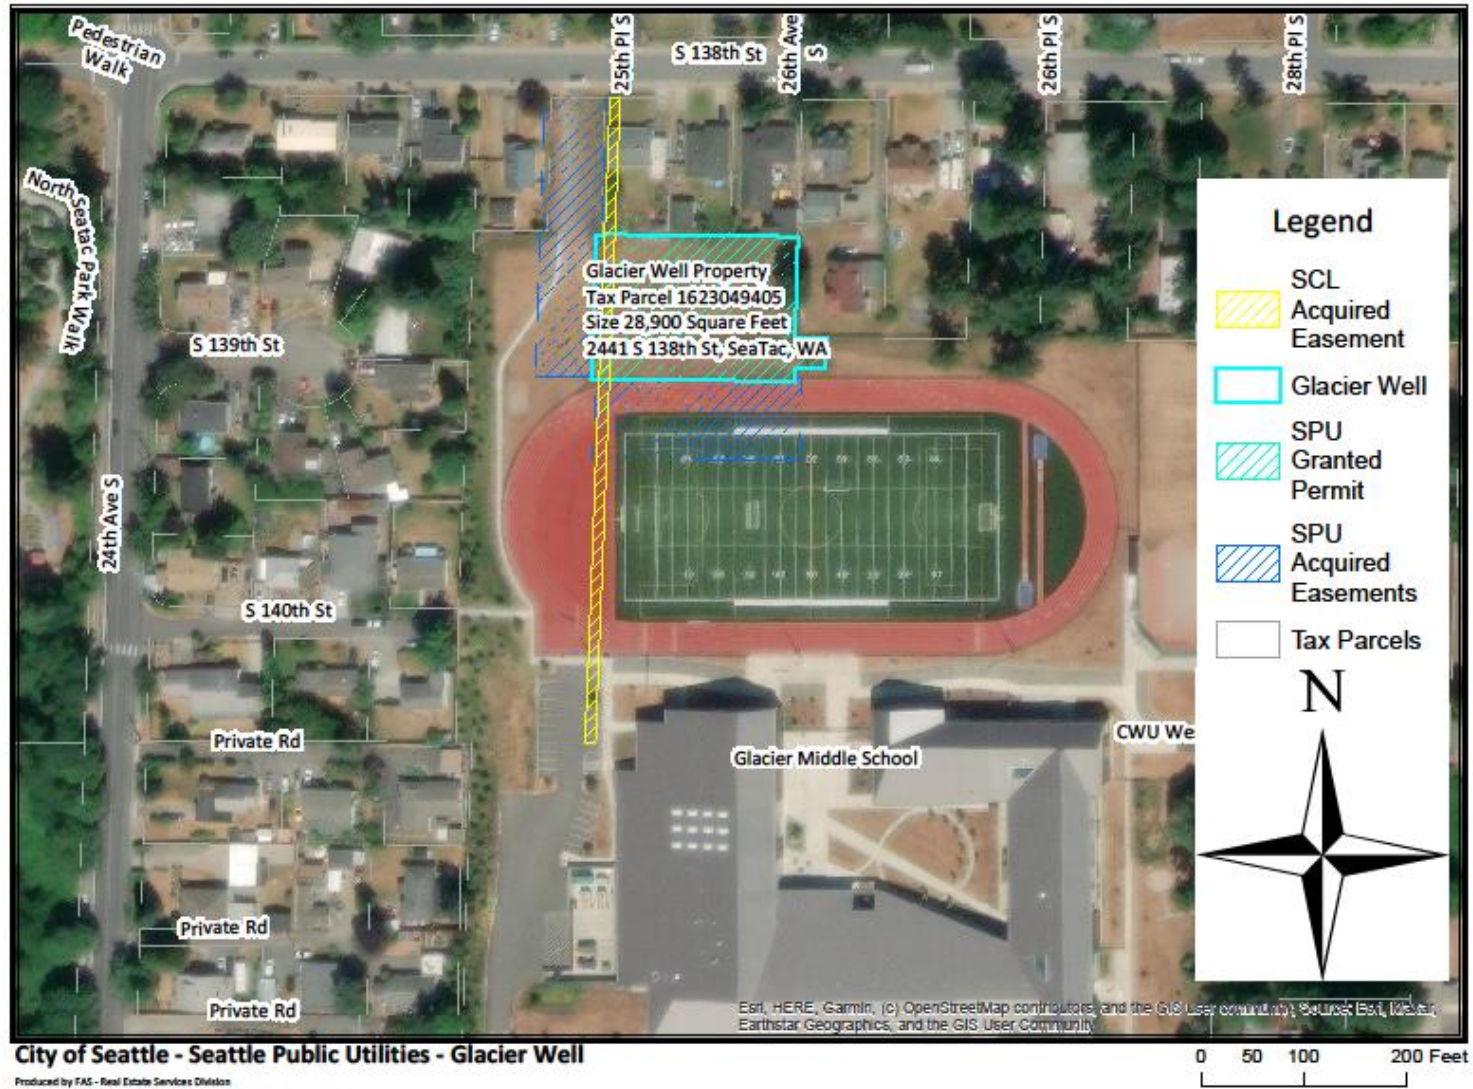 Pedestrian
Walk
S 138th St
25th Pl S
26th Ave
S
26th Pl S
28th Pl S
North Seatac Park Walk
Glacier Well Property
Tax Parcel 1623049405
Size 28,900 Square Feet
2441 S 138th St, SeaTac, WA
S 139th St
24th Ave S
S 140th St
Private Rd
Glacier Middle School
CWU We
Private Rd
Private Rd
Legend
SCL
Acquired
Easement
Glacier Well
SPU
Granted
Permit
SPU
Acquired
Easements
Tax Parcels
N
Esri, HERE, Garmin, (c) OpenStreetMap contributors, and the GIS user community, Source: Esri, Maxar,
Earthstar Geographics, and the GIS User Community
City of Seattle - Seattle Public Utilities - Glacier Well
Produced by FAS - Real Estate Services Division
0 50 100 200 Feet